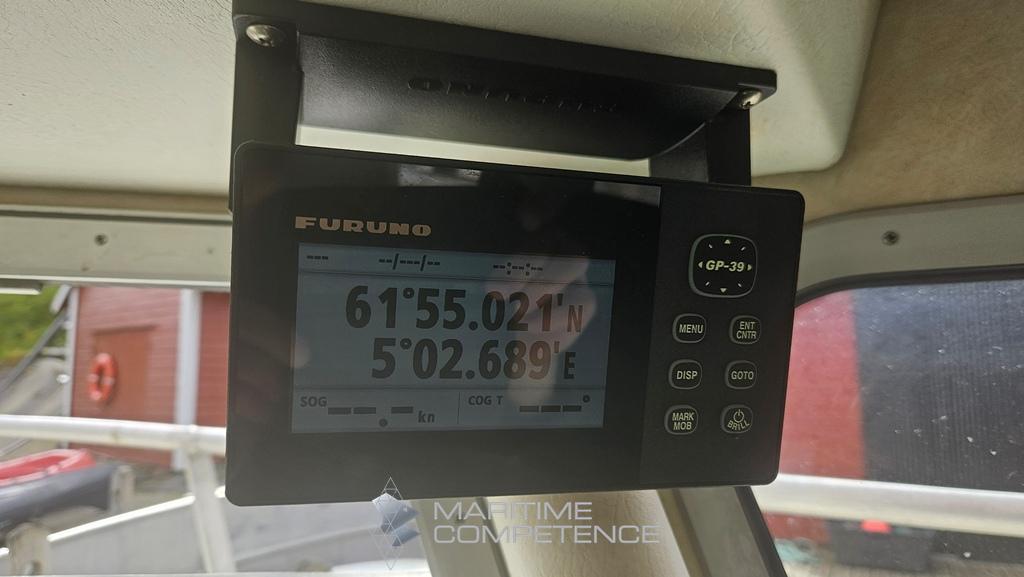 FURUNO
FURUNO
--- --/---/-- --:--:--
61°55.021'N
5°02.689'E
SOG --.- kn COG T ---°
GP-39
MENU ENT CNTR
DISP GOTO
MARK MOB BRILL
MARITIME
COMPETENCE